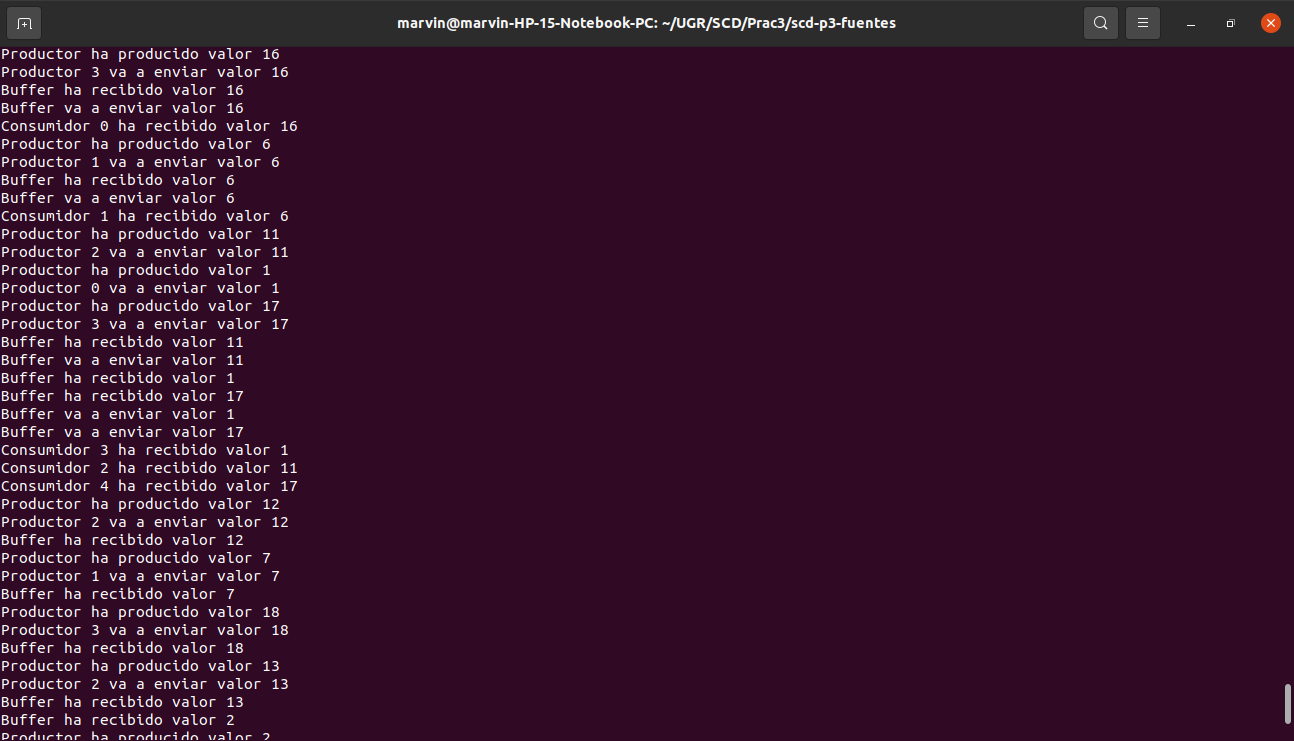 marvin@marvin-HP-15-Notebook-PC: ~/UGR/SCD/Prac3/scd-p3-fuentes
Productor ha producido valor 16
Productor 3 va a enviar valor 16
Buffer ha recibido valor 16
Buffer va a enviar valor 16
Consumidor 0 ha recibido valor 16
Productor ha producido valor 6
Productor 1 va a enviar valor 6
Buffer ha recibido valor 6
Buffer va a enviar valor 6
Consumidor 1 ha recibido valor 6
Productor ha producido valor 11
Productor 2 va a enviar valor 11
Productor ha producido valor 1
Productor 0 va a enviar valor 1
Productor ha producido valor 17
Productor 3 va a enviar valor 17
Buffer ha recibido valor 11
Buffer va a enviar valor 11
Buffer ha recibido valor 1
Buffer ha recibido valor 17
Buffer va a enviar valor 1
Buffer va a enviar valor 17
Consumidor 3 ha recibido valor 1
Consumidor 2 ha recibido valor 11
Consumidor 4 ha recibido valor 17
Productor ha producido valor 12
Productor 2 va a enviar valor 12
Buffer ha recibido valor 12
Productor ha producido valor 7
Productor 1 va a enviar valor 7
Buffer ha recibido valor 7
Productor ha producido valor 18
Productor 3 va a enviar valor 18
Buffer ha recibido valor 18
Productor ha producido valor 13
Productor 2 va a enviar valor 13
Buffer ha recibido valor 13
Buffer ha recibido valor 2
Productor ha producido valor 2